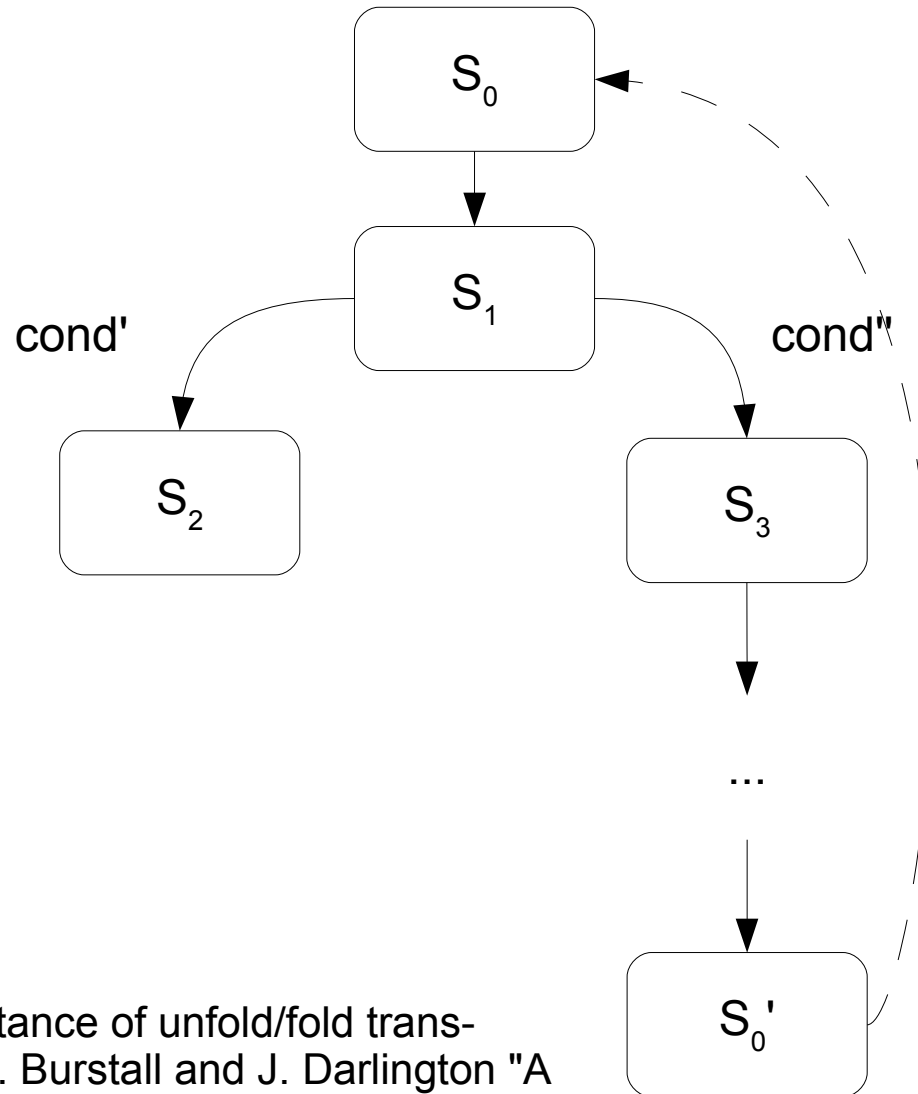 S₀
S₁
cond' cond"
S₂
S₃
...
S₀'
tance of unfold/fold trans-
. Burstall and J. Darlington "A